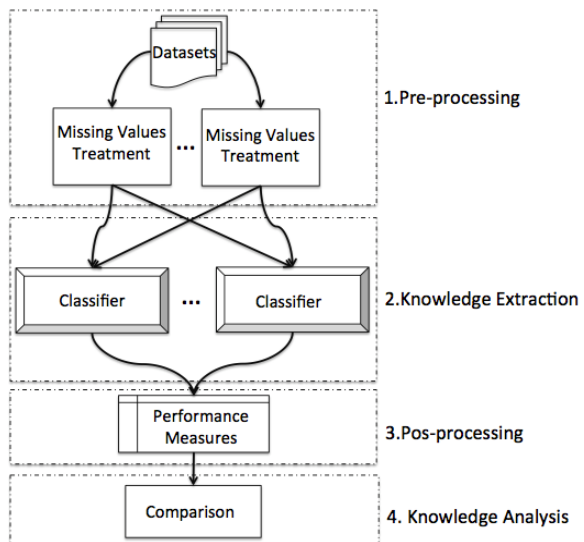 Datasets
1.Pre-processing
Missing Values
Treatment
...
Missing Values
Treatment
Classifier
...
Classifier
2.Knowledge Extraction
Performance
Measures
3.Pos-processing
Comparison
4. Knowledge Analysis